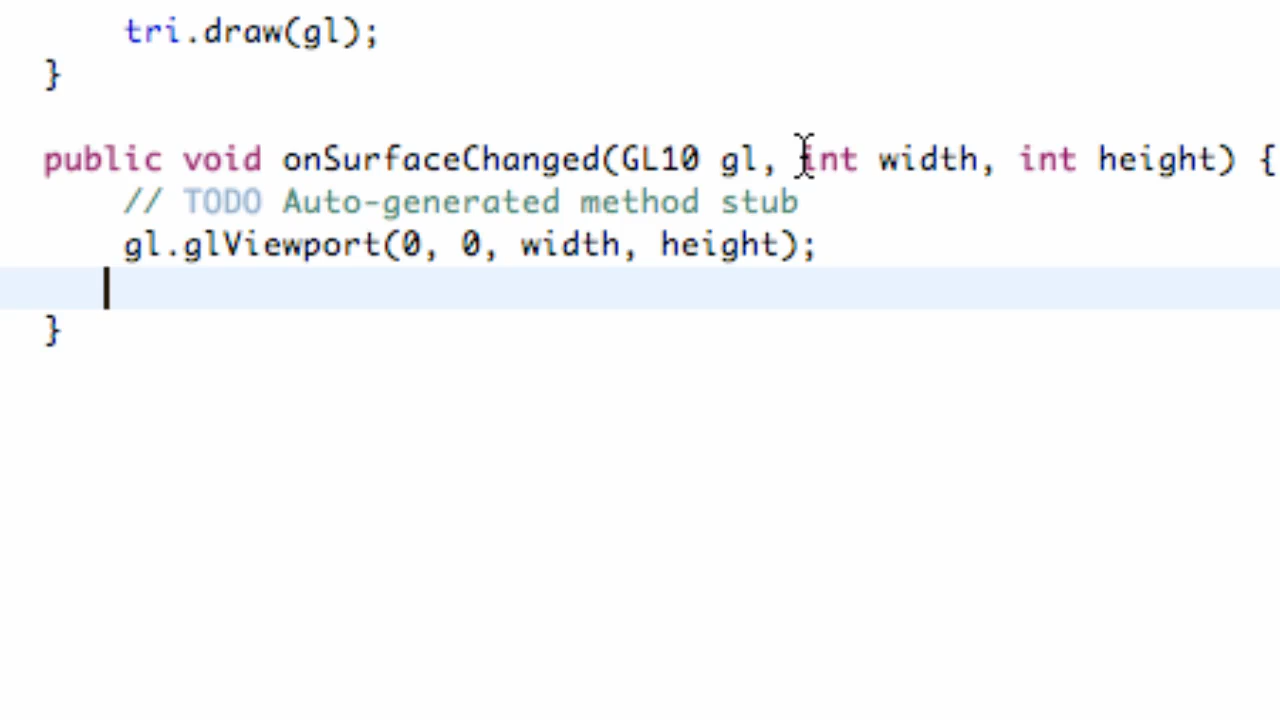 tri.draw(gl);
}
public void onSurfaceChanged(GL10 gl, int width, int height) {
// TODO Auto-generated method stub
gl.glViewport(0, 0, width, height);
}